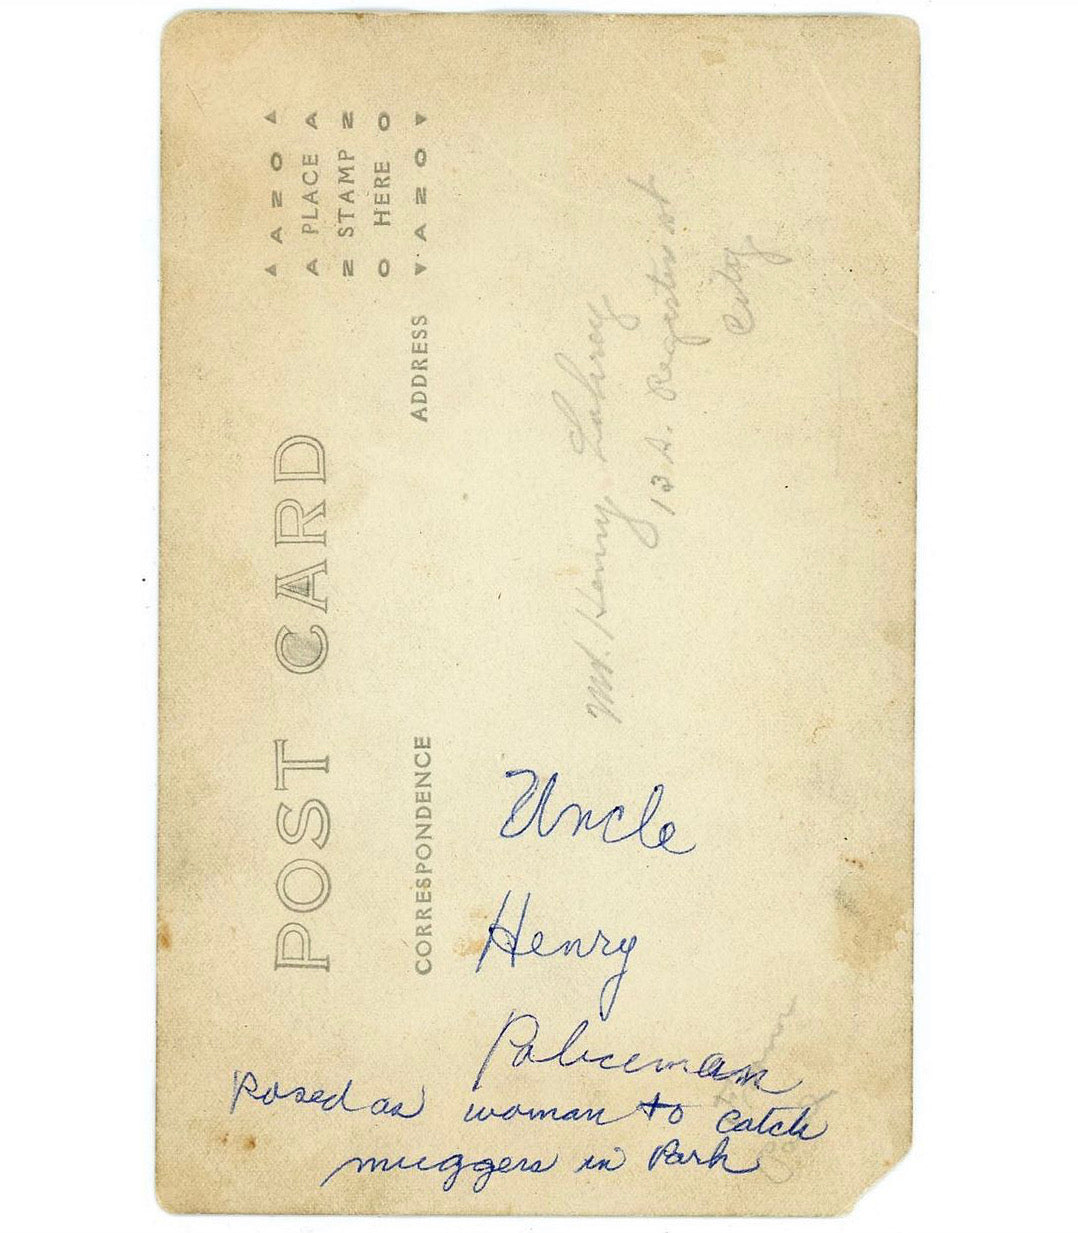 POST CARD
CORRESPONDENCE
ADDRESS
▲ A Z O ▲
A PLACE A
Z STAMP Z
O HERE O
▼ A Z O ▼
Mr. Henry
13 A.
City
Uncle
Henry
Policeman
Posed as woman to catch
muggers in Park